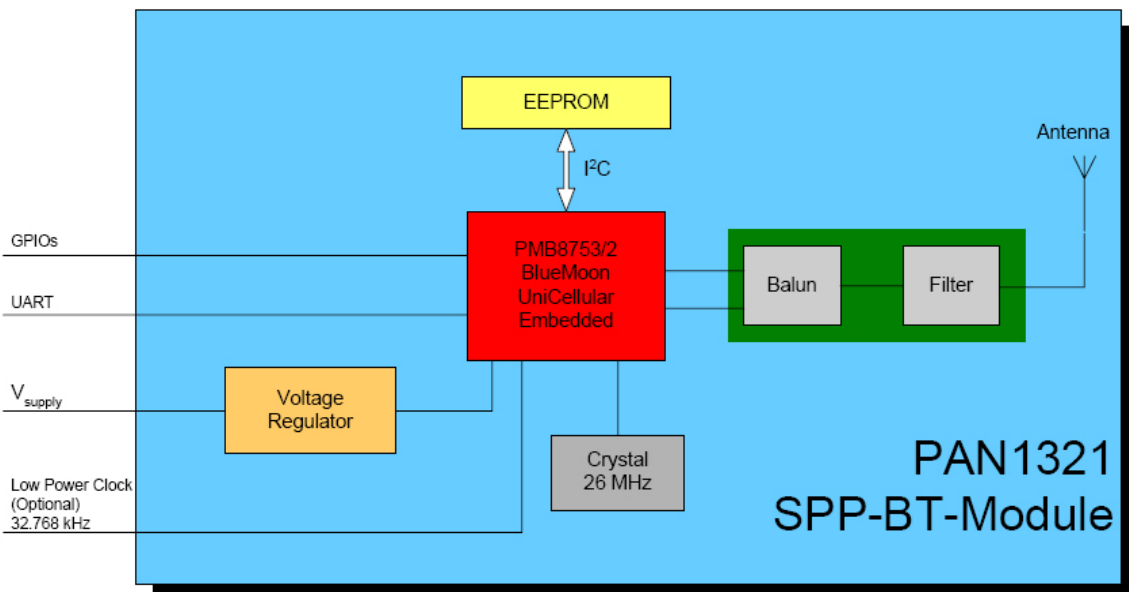 EEPROM
I²C
Antenna
GPIOs
PMB8753/2
BlueMoon
UniCellular
Embedded
Balun
Filter
UART
Vsupply
Voltage
Regulator
Crystal
26 MHz
Low Power Clock
(Optional)
32.768 kHz
PAN1321
SPP-BT-Module